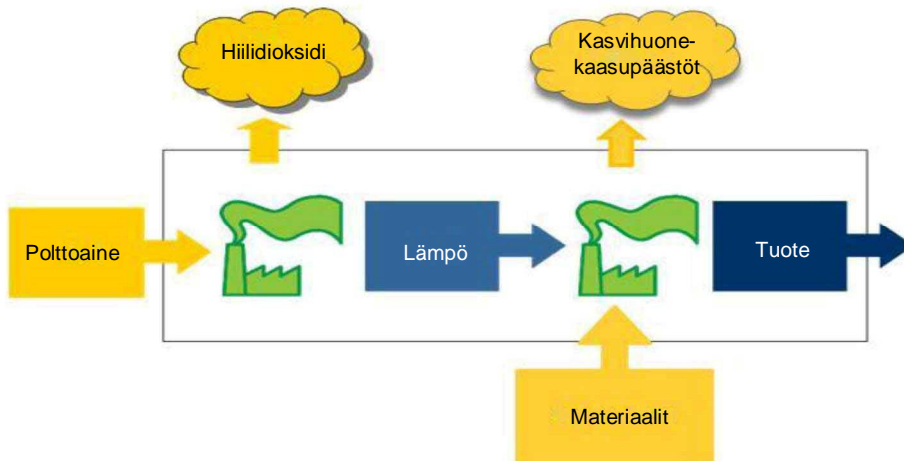 Hiilidioksidi
Kasvihuone-
kaasupäästöt
Polttoaine
Lämpö
Tuote
Materiaalit